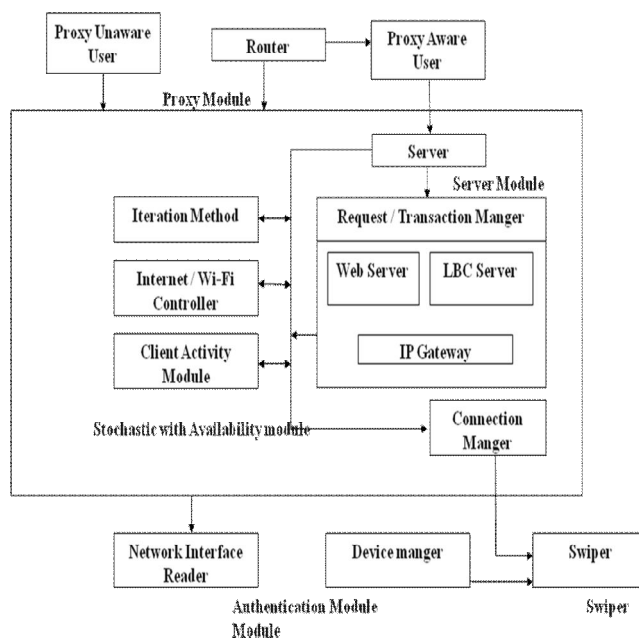 Proxy Unaware
User
Router
Proxy Aware
User
Proxy Module
Server
Server Module
Iteration Method
Request / Transaction Manger
Web Server
LBC Server
Internet / Wi-Fi
Controller
IP Gateway
Client Activity
Module
Stochastic with Availability module
Connection
Manger
Network Interface
Reader
Device manger
Swiper
Authentication Module
Swiper
Module